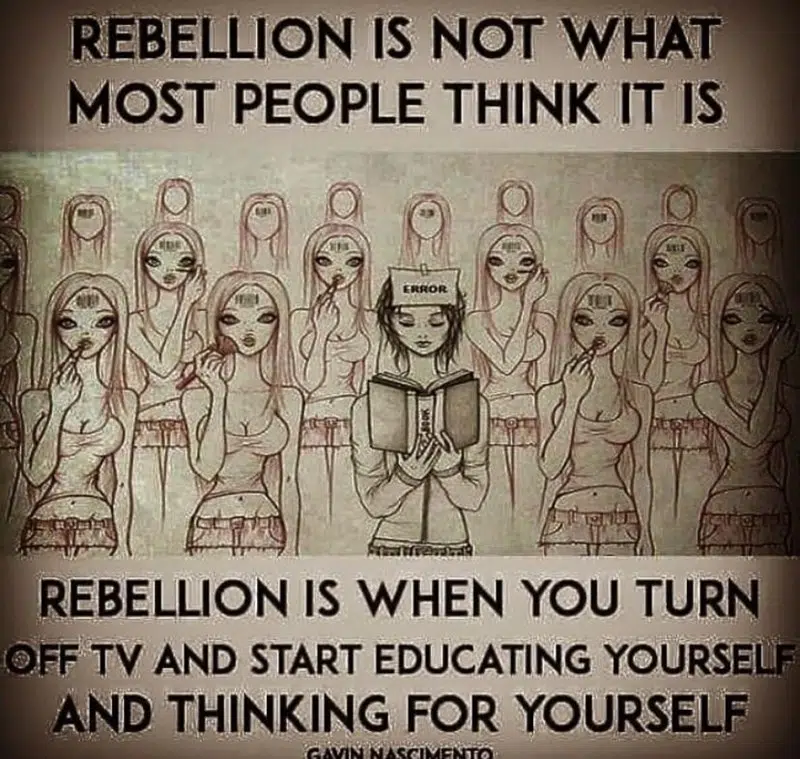 REBELLION IS NOT WHAT
MOST PEOPLE THINK IT IS
ERROR
BOOK
REBELLION IS WHEN YOU TURN
OFF TV AND START EDUCATING YOURSELF
AND THINKING FOR YOURSELF
GAVIN NASCIMENTO